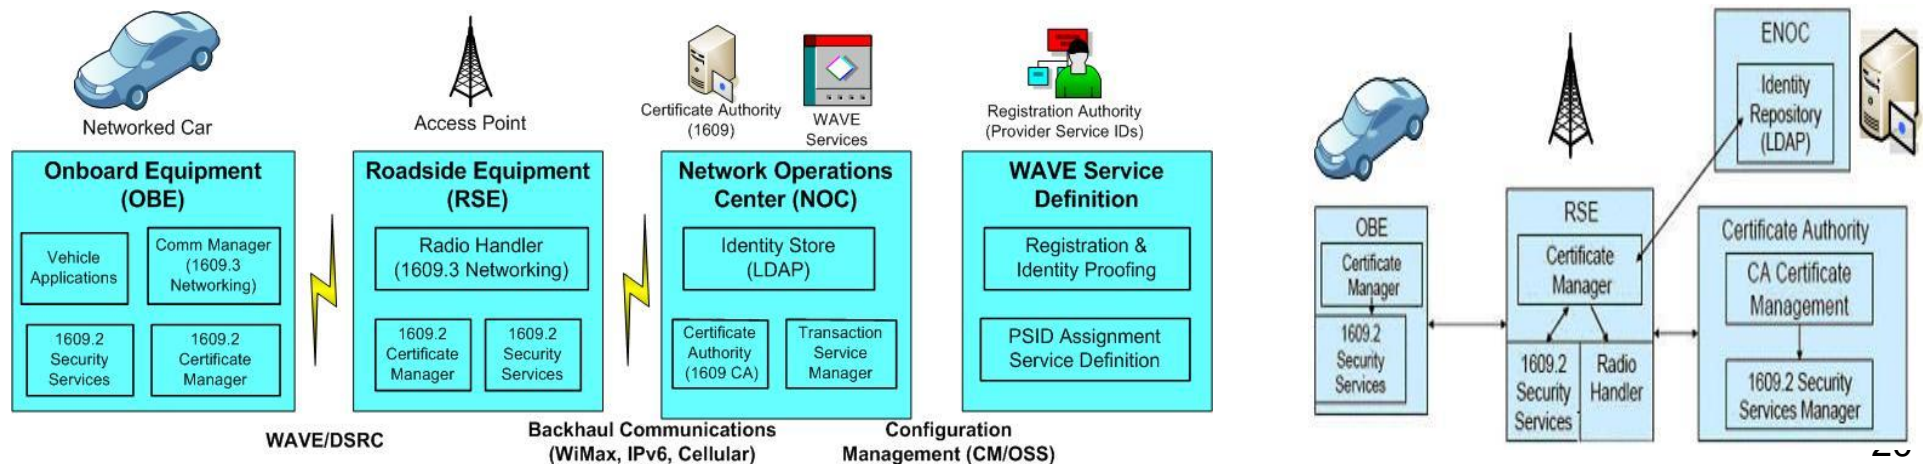 Networked Car
Access Point
Certificate Authority
(1609)
WAVE
Services
Registration Authority
(Provider Service IDs)
Onboard Equipment
(OBE)
Vehicle
Applications
Comm Manager
(1609.3
Networking)
1609.2
Security
Services
1609.2
Certificate
Manager
Roadside Equipment
(RSE)
Radio Handler
(1609.3 Networking)
1609.2
Certificate
Manager
1609.2
Security
Services
Network Operations
Center (NOC)
Identity Store
(LDAP)
Certificate
Authority
(1609 CA)
Transaction
Service
Manager
WAVE Service
Definition
Registration &
Identity Proofing
PSID Assignment
Service Definition
WAVE/DSRC
Backhaul Communications
(WiMax, IPv6, Cellular)
Configuration
Management (CM/OSS)
ENOC
Identity
Repository
(LDAP)
OBE
Certificate
Manager
1609.2
Security
Services
RSE
Certificate
Manager
1609.2
Security
Services
Radio
Handler
Certificate Authority
CA Certificate
Management
1609.2 Security
Services Manager